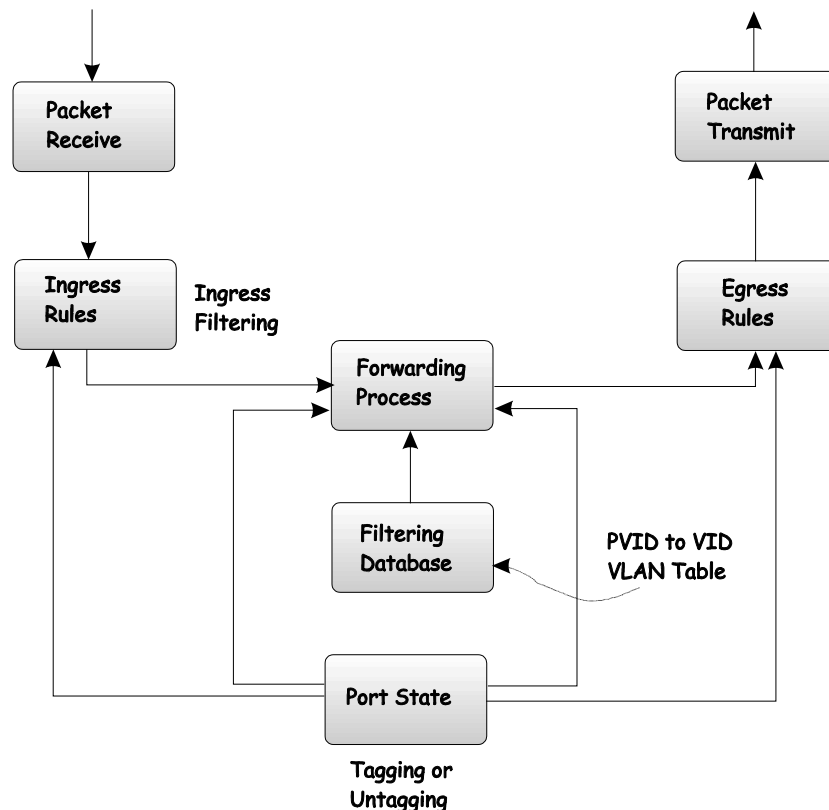 Packet
Receive
Packet
Transmit
Ingress
Rules
Ingress
Filtering
Egress
Rules
Forwarding
Process
Filtering
Database
PVID to VID
VLAN Table
Port State
Tagging or
Untagging